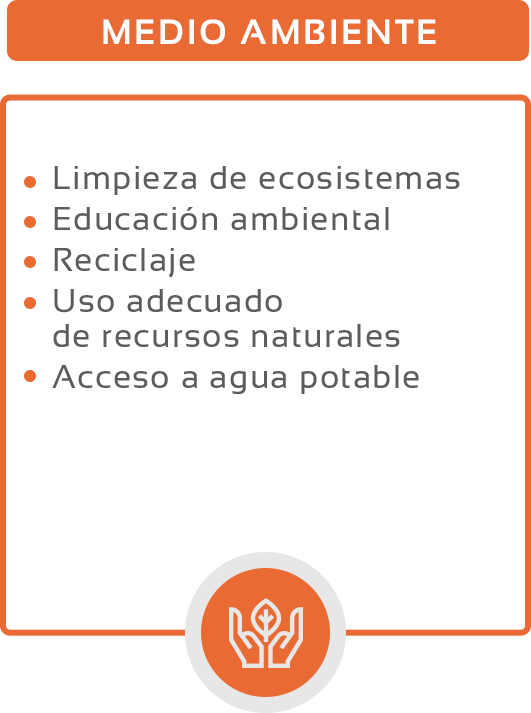 MEDIO AMBIENTE
Limpieza de ecosistemas
Educación ambiental
Reciclaje
Uso adecuado
de recursos naturales
Acceso a agua potable